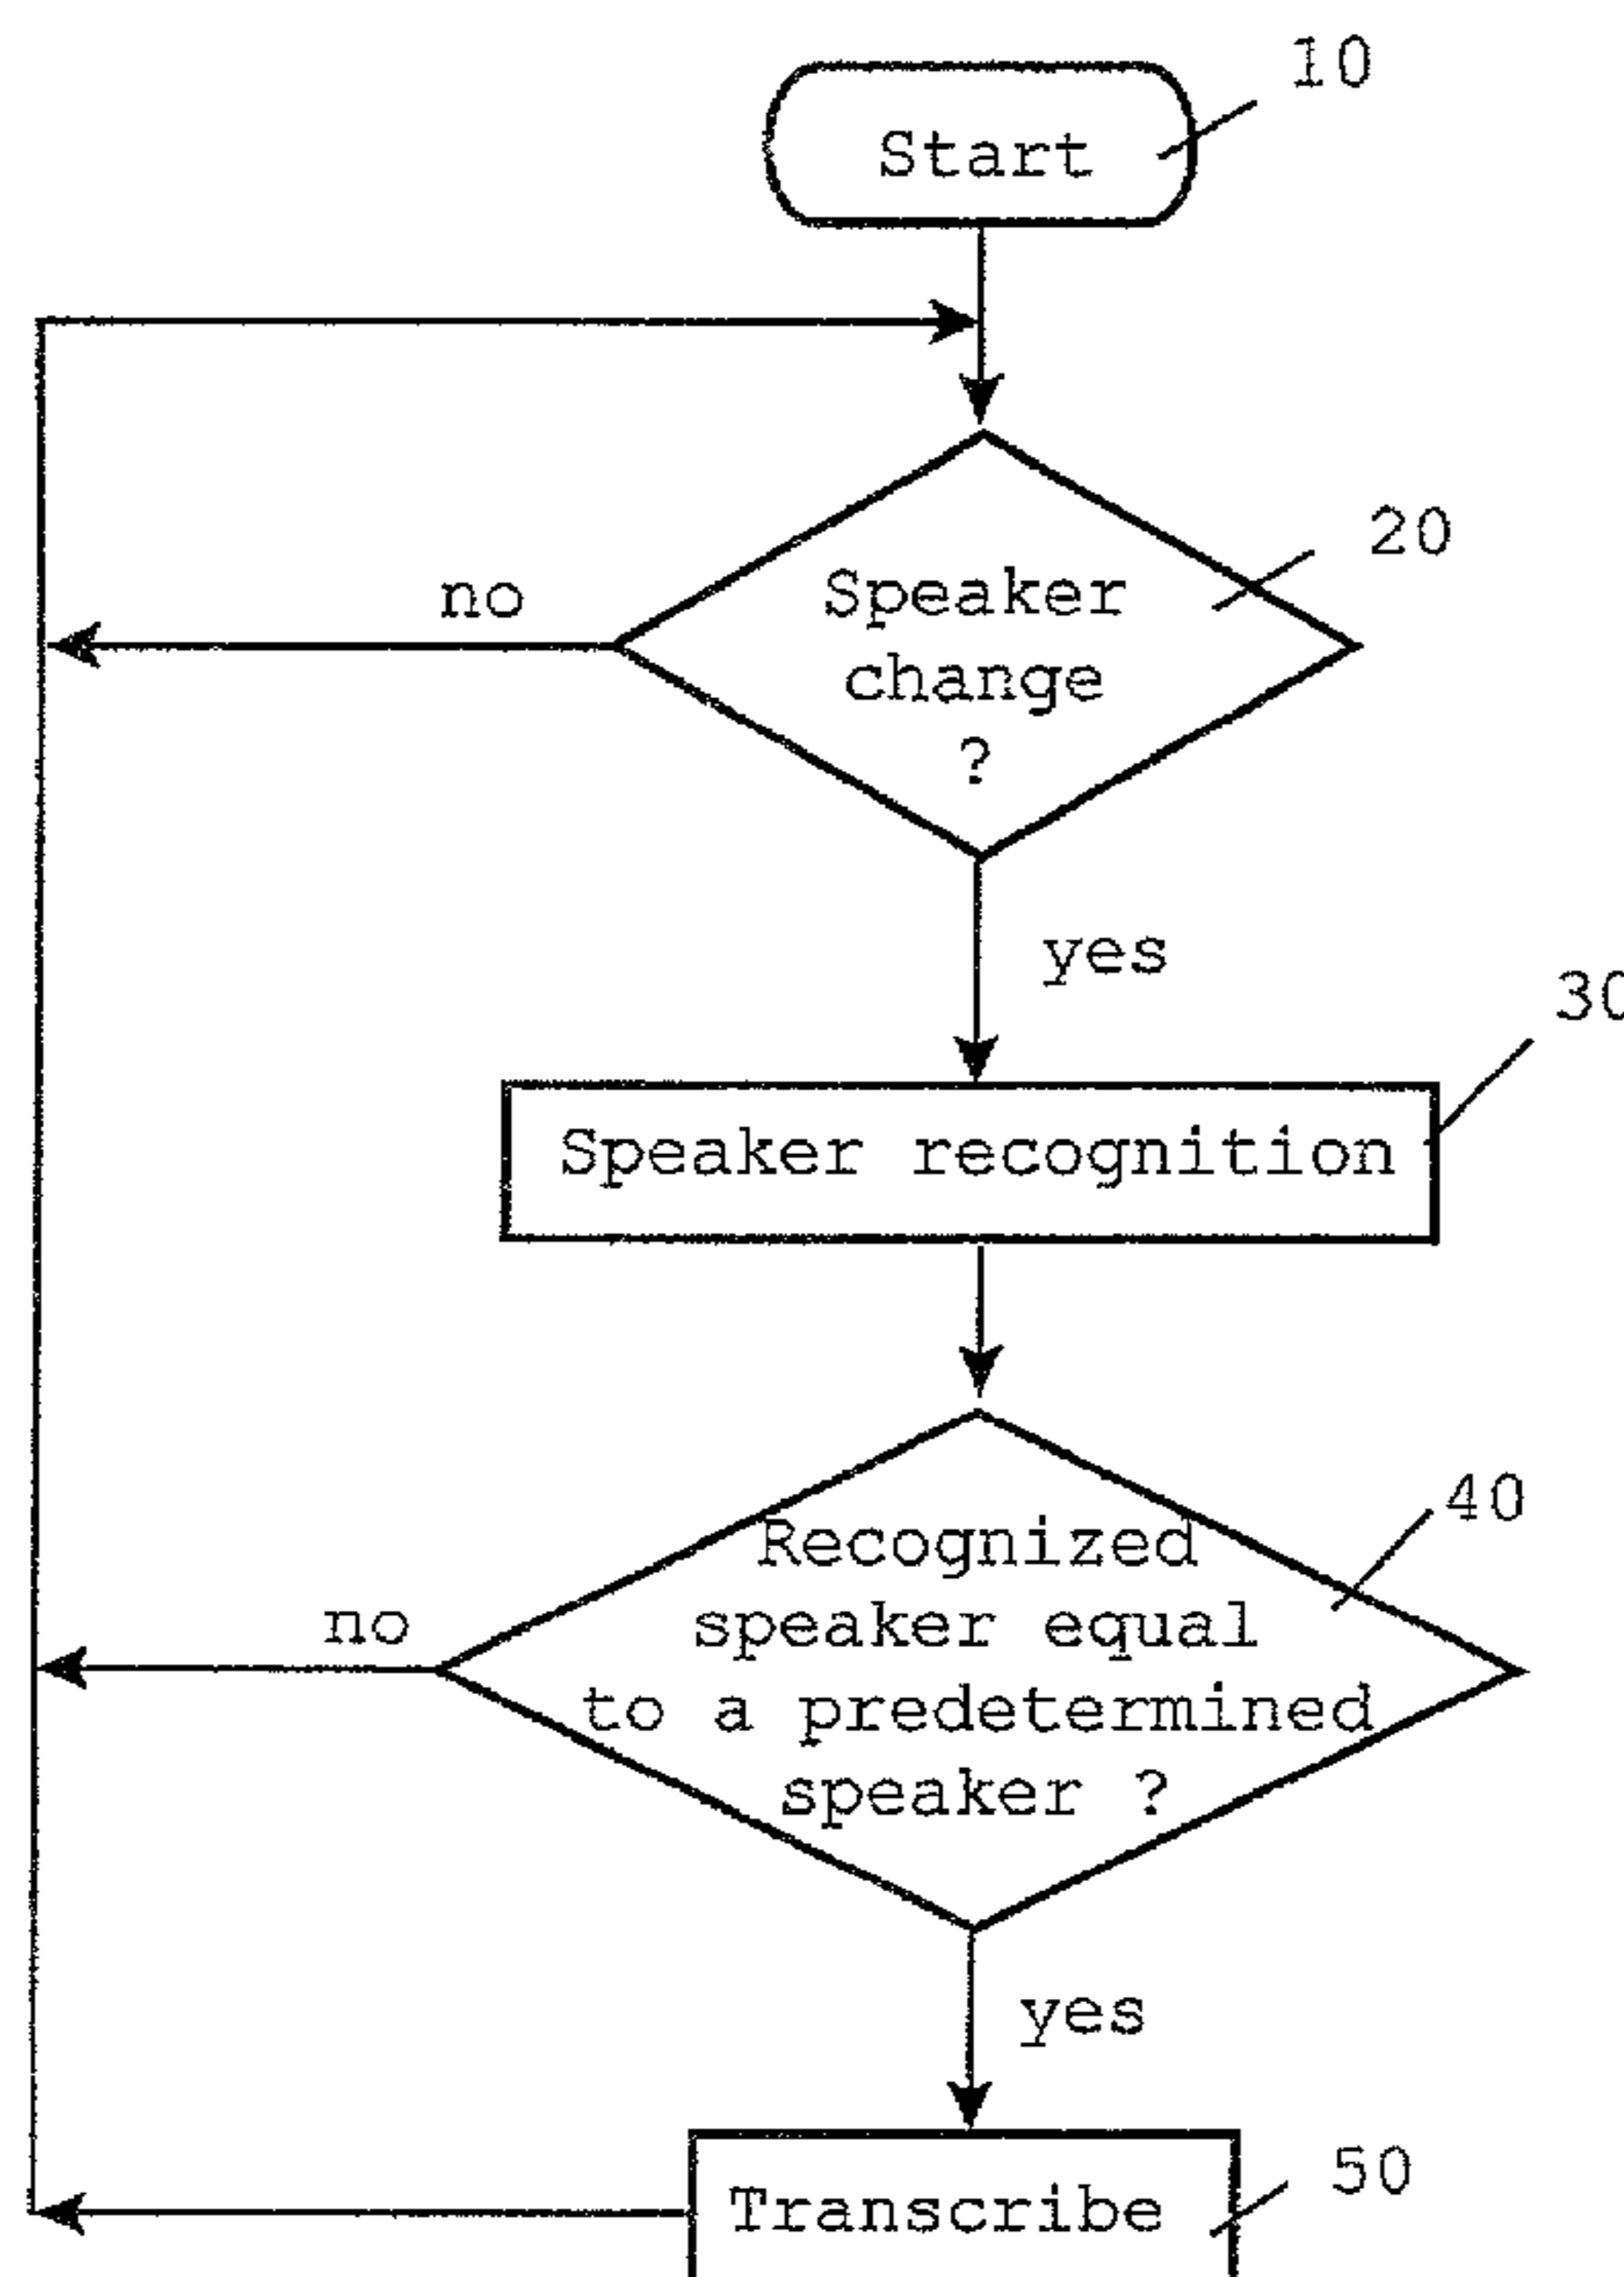 10
Start
20
no
Speaker
change
?
yes
30
Speaker recognition
40
Recognized
no
speaker equal
to a predetermined
speaker ?
yes
50
Transcribe